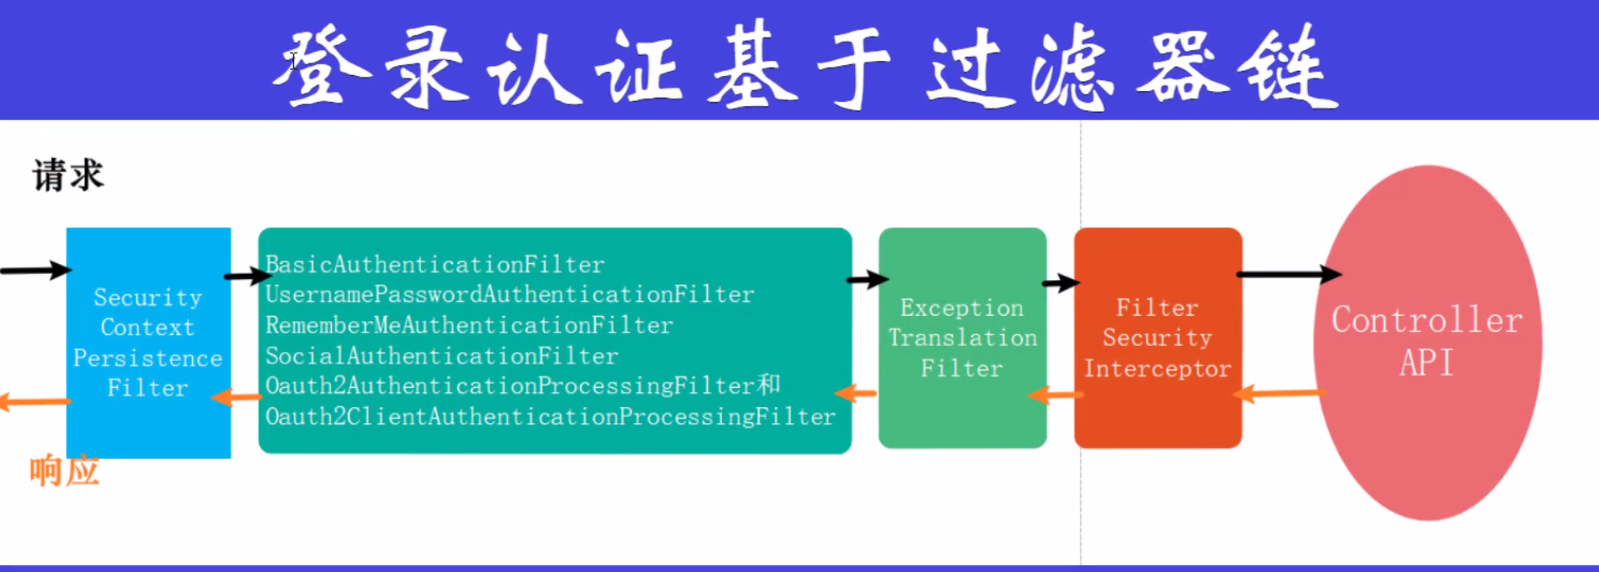 登录认证基于过滤器链
请求
Security
Context
Persistence
Filter
BasicAuthenticationFilter
UsernamePasswordAuthenticationFilter
RememberMeAuthenticationFilter
SocialAuthenticationFilter
Oauth2AuthenticationProcessingFilter和
Oauth2ClientAuthenticationProcessingFilter
Exception
Translation
Filter
Filter
Security
Interceptor
Controller
API
响应